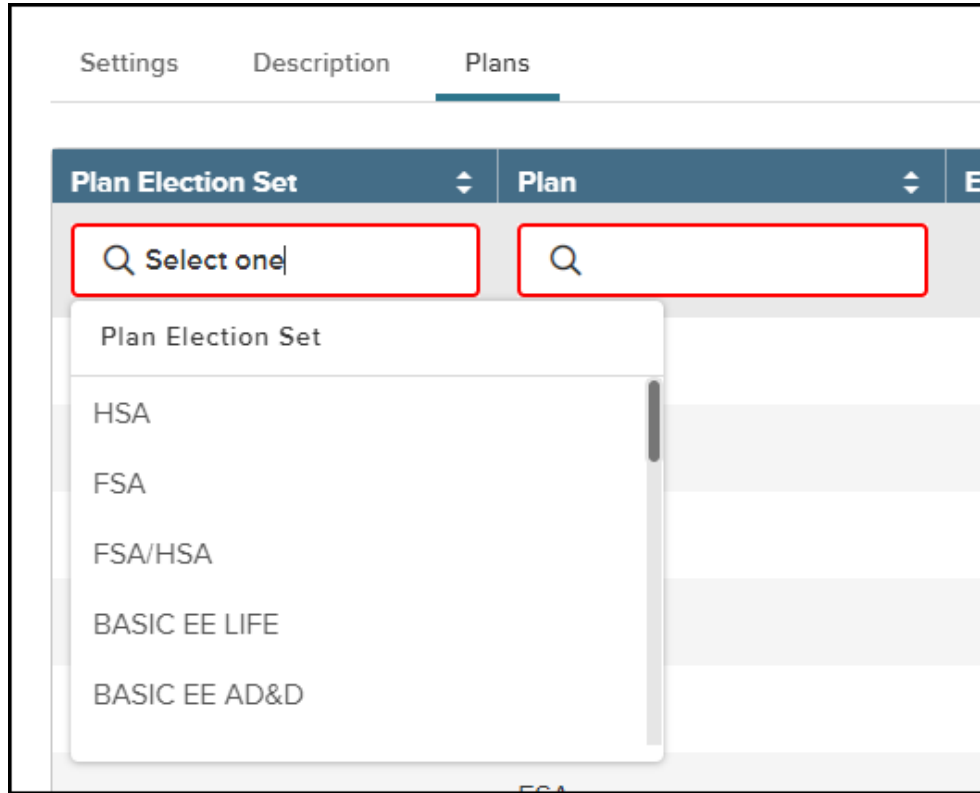 Settings Description Plans
Plan Election Set Plan E
Select one
Plan Election Set
HSA
FSA
FSA/HSA
BASIC EE LIFE
BASIC EE AD&D